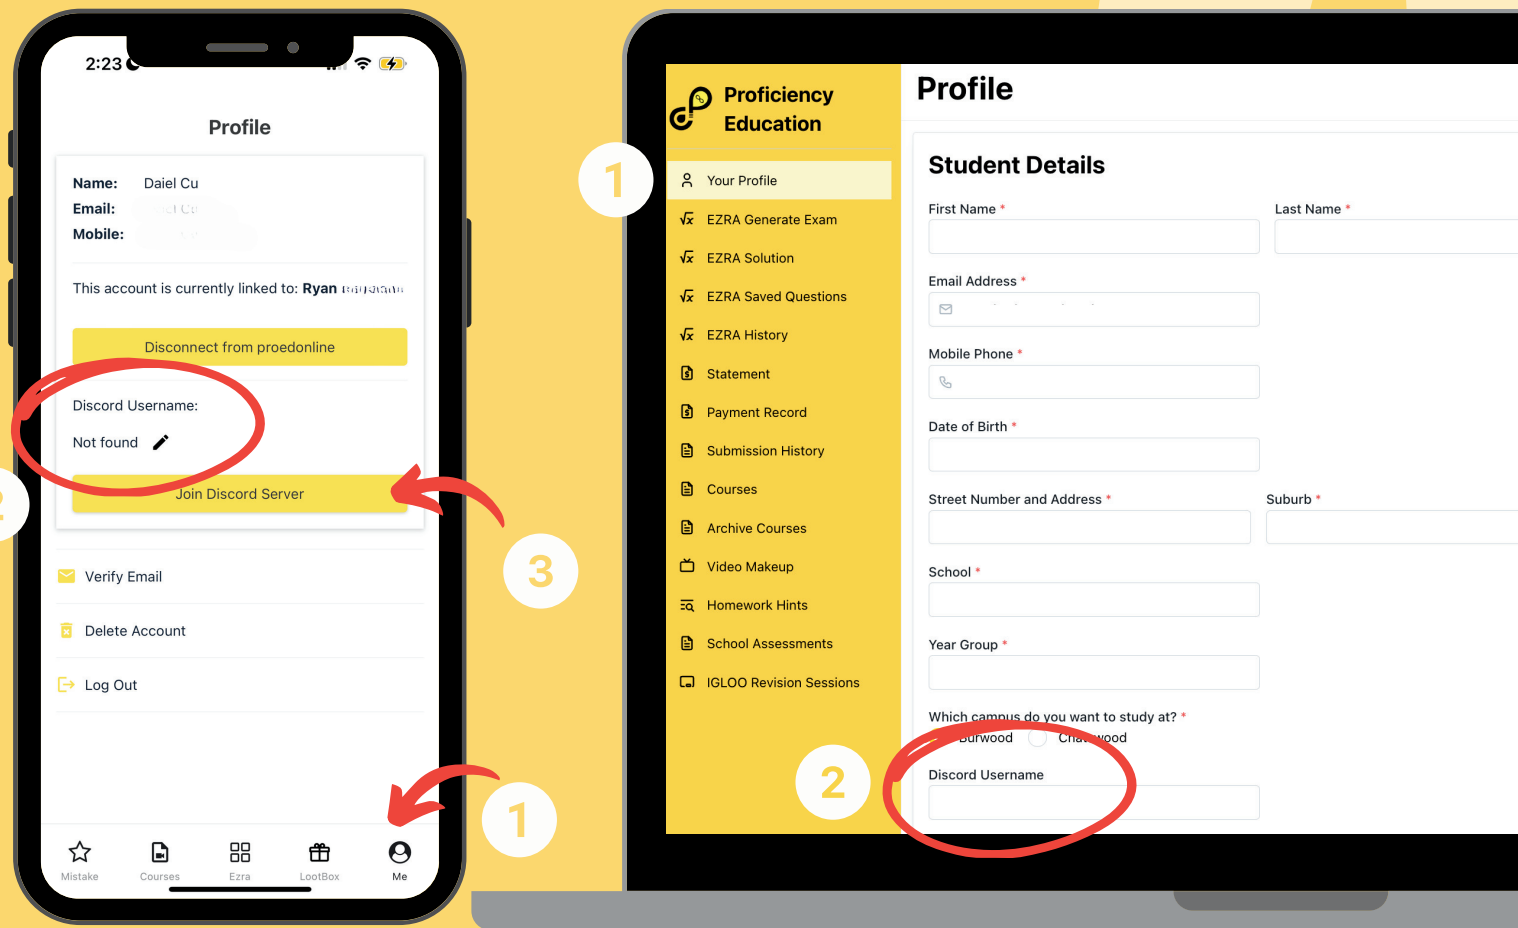 2:23
Profile
Name: Daiel Cu
Email:
Mobile:
This account is currently linked to: Ryan
Disconnect from proedonline
Discord Username:
Not found
Join Discord Server
2
3
Verify Email
Delete Account
Log Out
1
Mistake
Courses
Ezra
LootBox
Me
Proficiency
Education
1
Your Profile
EZRA Generate Exam
EZRA Solution
EZRA Saved Questions
EZRA History
Statement
Payment Record
Submission History
Courses
Archive Courses
Video Makeup
Homework Hints
School Assessments
IGLOO Revision Sessions
Profile
Student Details
First Name *
Last Name *
Email Address *
Mobile Phone *
Date of Birth *
Street Number and Address *
Suburb *
School *
Year Group *
Which campus do you want to study at? *
Burwood
Chatswood
2
Discord Username